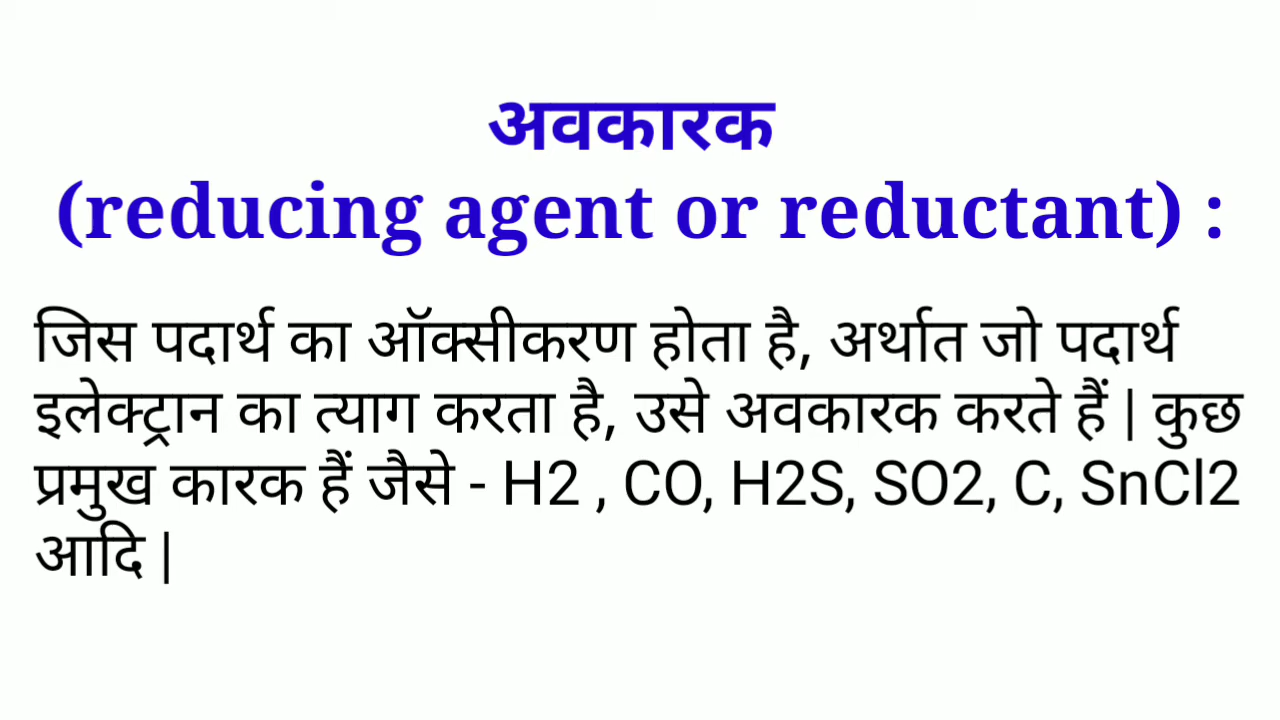 अवकारक
(reducing agent or reductant) :
जिस पदार्थ का ऑक्सीकरण होता है, अर्थात जो पदार्थ
इलेक्ट्रान का त्याग करता है, उसे अवकारक करते हैं | कुछ
प्रमुख कारक हैं जैसे - H2 , CO, H2S, SO2, C, SnCl2
आदि |